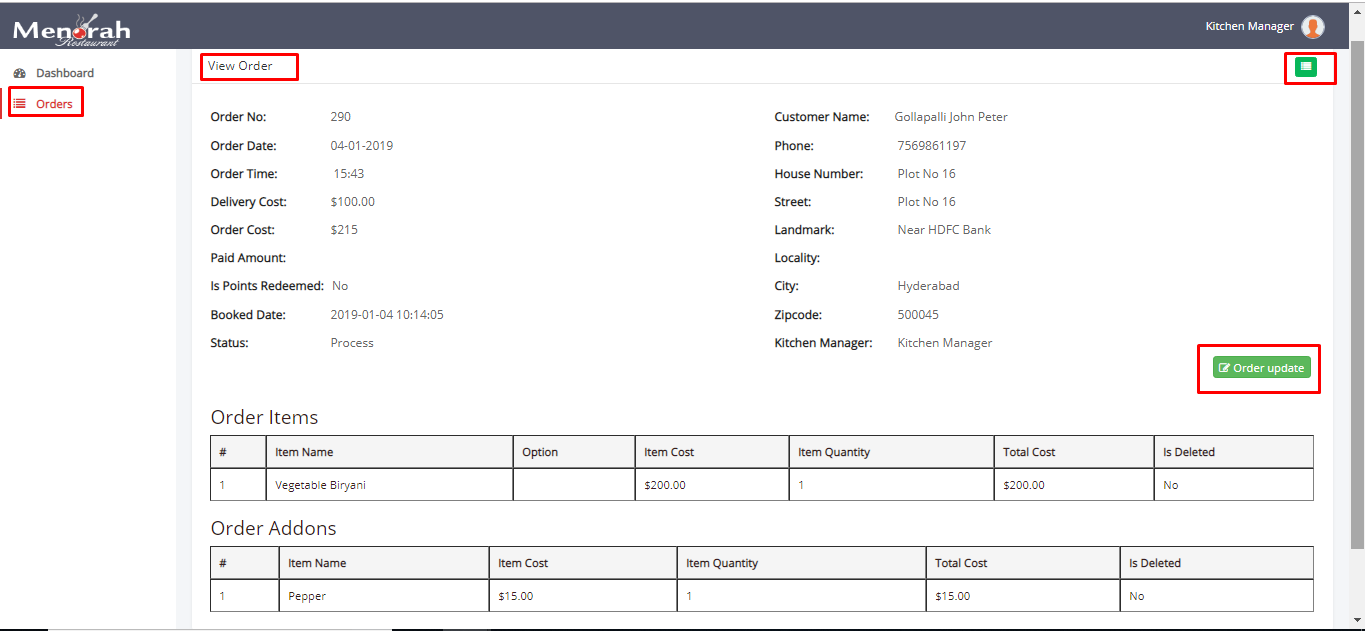 Menorah
Restaurant
Kitchen Manager
Dashboard
Orders
View Order
Order No: 290
Order Date: 04-01-2019
Order Time: 15:43
Delivery Cost: $100.00
Order Cost: $215
Paid Amount:
Is Points Redeemed: No
Booked Date: 2019-01-04 10:14:05
Status: Process
Customer Name: Gollapalli John Peter
Phone: 7569861197
House Number: Plot No 16
Street: Plot No 16
Landmark: Near HDFC Bank
Locality:
City: Hyderabad
Zipcode: 500045
Kitchen Manager: Kitchen Manager
Order update
Order Items
# Item Name Option Item Cost Item Quantity Total Cost Is Deleted
1 Vegetable Biryani $200.00 1 $200.00 No
Order Addons
# Item Name Item Cost Item Quantity Total Cost Is Deleted
1 Pepper $15.00 1 $15.00 No